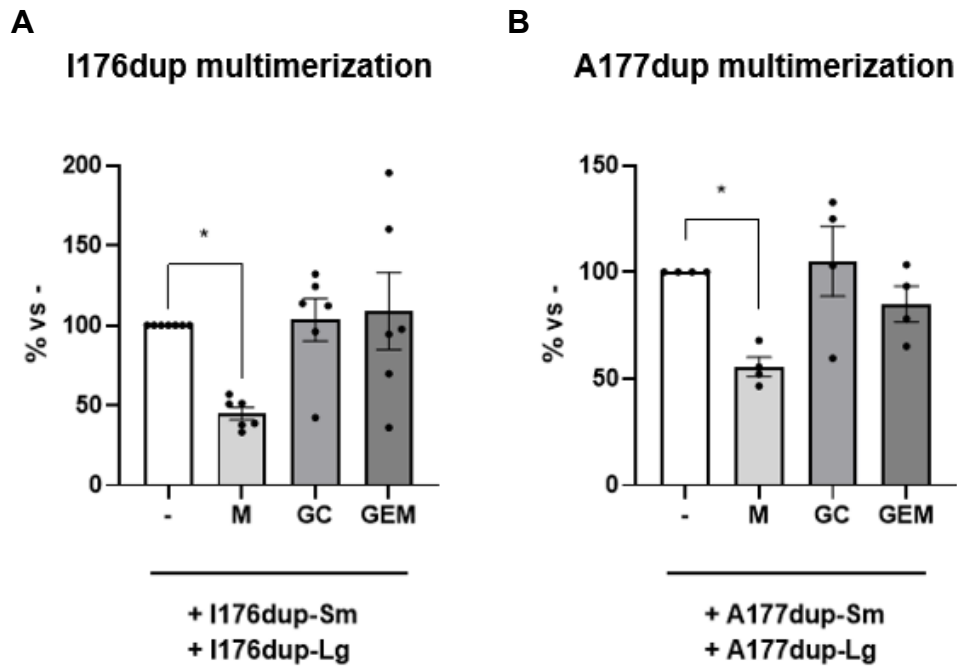 A
I176dup multimerization
200
150
100
50
0
% vs -
*
- M GC GEM
+ I176dup-Sm
+ I176dup-Lg
B
A177dup multimerization
150
100
50
0
% vs -
*
- M GC GEM
+ A177dup-Sm
+ A177dup-Lg